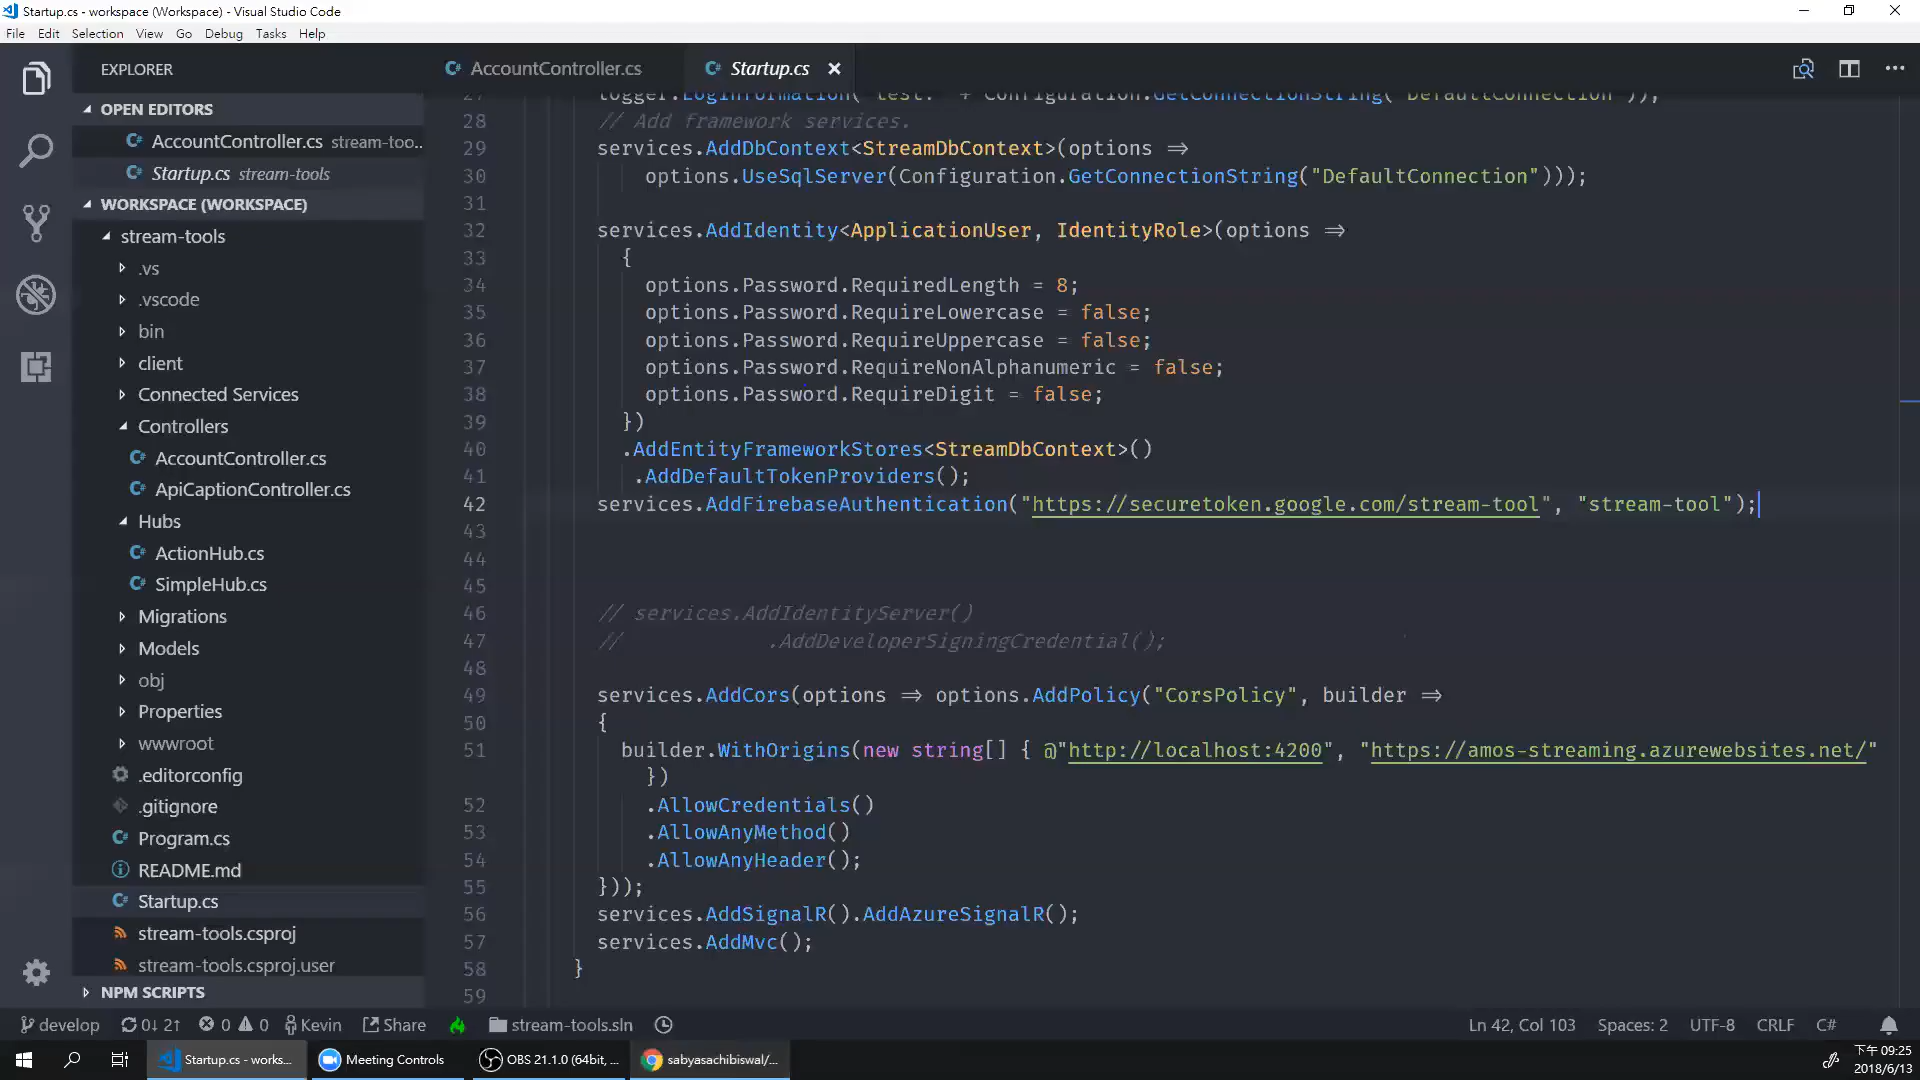 Startup.cs - workspace (Workspace) - Visual Studio Code
File Edit Selection View Go Debug Tasks Help
EXPLORER
OPEN EDITORS
AccountController.cs stream-too...
Startup.cs stream-tools
WORKSPACE (WORKSPACE)
stream-tools
.vs
.vscode
bin
client
Connected Services
Controllers
AccountController.cs
ApiCaptionController.cs
Hubs
ActionHub.cs
SimpleHub.cs
Migrations
Models
obj
Properties
wwwroot
.editorconfig
.gitignore
Program.cs
README.md
Startup.cs
stream-tools.csproj
stream-tools.csproj.user
NPM SCRIPTS
AccountController.cs Startup.cs
27 logger.LogInformation("test: " + Configuration.GetConnectionString("DefaultConnection"));
28 // Add framework services.
29 services.AddDbContext<StreamDbContext>(options =>
30 options.UseSqlServer(Configuration.GetConnectionString("DefaultConnection")));
31
32 services.AddIdentity<ApplicationUser, IdentityRole>(options =>
33 {
34 options.Password.RequiredLength = 8;
35 options.Password.RequireLowercase = false;
36 options.Password.RequireUppercase = false;
37 options.Password.RequireNonAlphanumeric = false;
38 options.Password.RequireDigit = false;
39 })
40 .AddEntityFrameworkStores<StreamDbContext>()
41 .AddDefaultTokenProviders();
42 services.AddFirebaseAuthentication("https://securetoken.google.com/stream-tool", "stream-tool");
43
44
45
46 // services.AddIdentityServer()
47 // .AddDeveloperSigningCredential();
48
49 services.AddCors(options => options.AddPolicy("CorsPolicy", builder =>
50 {
51 builder.WithOrigins(new string[] { @"http://localhost:4200", "https://amos-streaming.azurewebsites.net/"
})
52 .AllowCredentials()
53 .AllowAnyMethod()
54 .AllowAnyHeader();
55 }));
56 services.AddSignalR().AddAzureSignalR();
57 services.AddMvc();
58 }
59
develop 0↓ 2↑ 0 0 Kevin Share stream-tools.sln Ln 42, Col 103 Spaces: 2 UTF-8 CRLF C#
Startup.cs - works... Meeting Controls OBS 21.1.0 (64bit, ... sabyasachibiswal/... 下午 09:25
2018/6/13